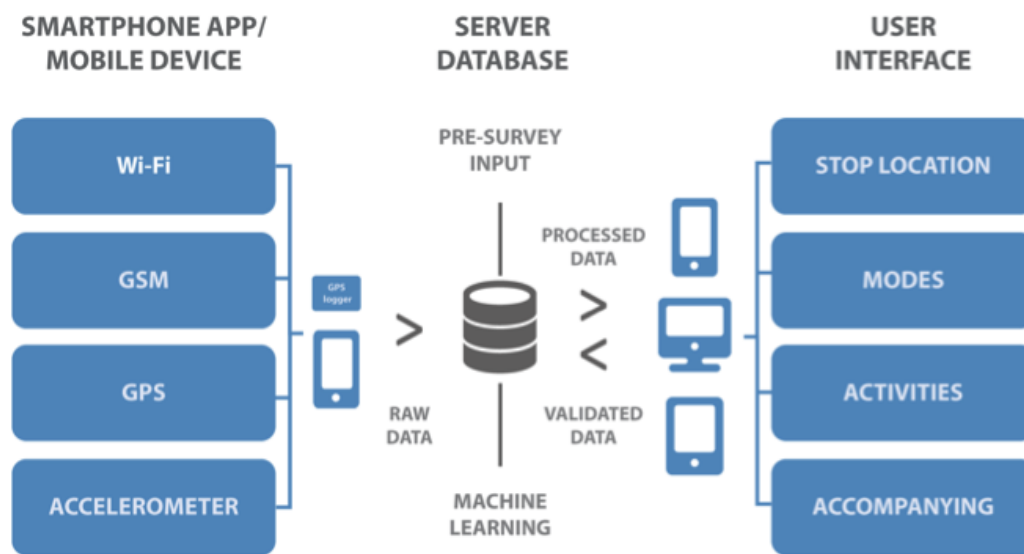 SMARTPHONE APP/
MOBILE DEVICE
Wi-Fi
GSM
GPS
ACCELEROMETER
GPS
logger
RAW
DATA
SERVER
DATABASE
PRE-SURVEY
INPUT
MACHINE
LEARNING
PROCESSED
DATA
VALIDATED
DATA
USER
INTERFACE
STOP LOCATION
MODES
ACTIVITIES
ACCOMPANYING